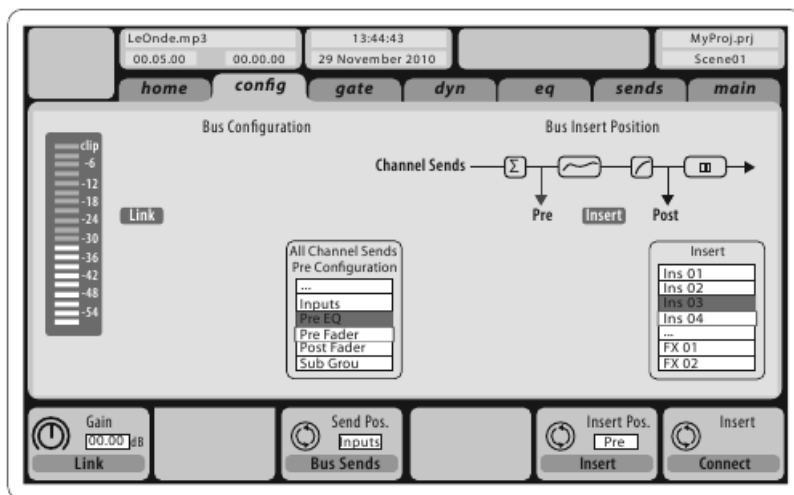 LeOnde.mp3
00.05.00 00.00.00
13:44:43
29 November 2010
MyProj.prj
Scene01
home config gate dyn eq sends main
Bus Configuration
Bus Insert Position
clip
-6
-12
-18
-24
-30
-36
-42
-48
-54
Link
Channel Sends Σ
Pre Insert Post
All Channel Sends
Pre Configuration
...
Inputs
Pre EQ
Pre Fader
Post Fader
Sub Grou
Insert
Ins 01
Ins 02
Ins 03
Ins 04
...
FX 01
FX 02
Gain
00.00 dB
Link
Send Pos.
Inputs
Bus Sends
Insert Pos.
Pre
Insert
Insert
Connect